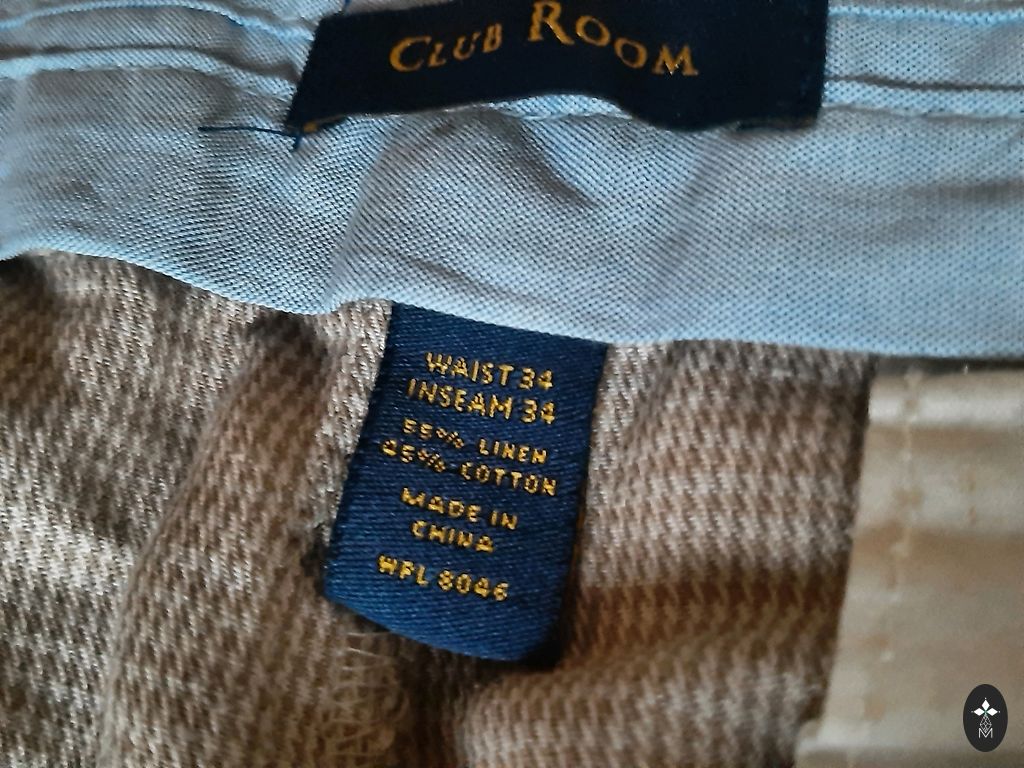 CLUB ROOM
WAIST 34
INSEAM 34
55% LINEN
45% COTTON
MADE IN
CHINA
WPL 8046
M